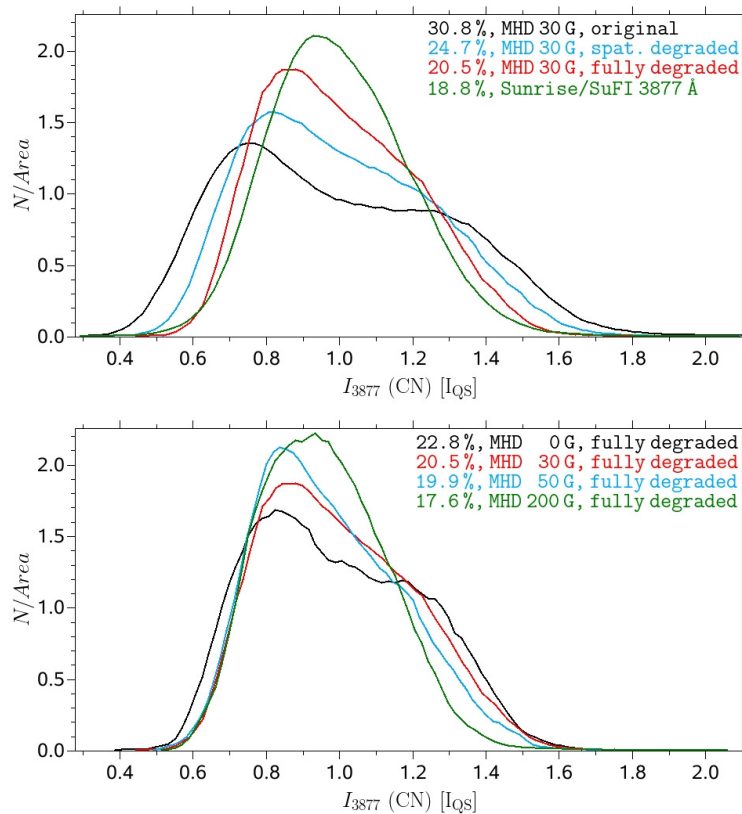 30.8 %, MHD 30 G, original
24.7 %, MHD 30 G, spat. degraded
20.5 %, MHD 30 G, fully degraded
18.8 %, Sunrise/SuFI 3877 Å
2.0
1.5
1.0
0.5
0.0
N/Area
0.4 0.6 0.8 1.0 1.2 1.4 1.6 1.8 2.0
I3877 (CN) [IQS]
22.8 %, MHD 0 G, fully degraded
20.5 %, MHD 30 G, fully degraded
19.9 %, MHD 50 G, fully degraded
17.6 %, MHD 200 G, fully degraded
2.0
1.5
1.0
0.5
0.0
N/Area
0.4 0.6 0.8 1.0 1.2 1.4 1.6 1.8 2.0
I3877 (CN) [IQS]